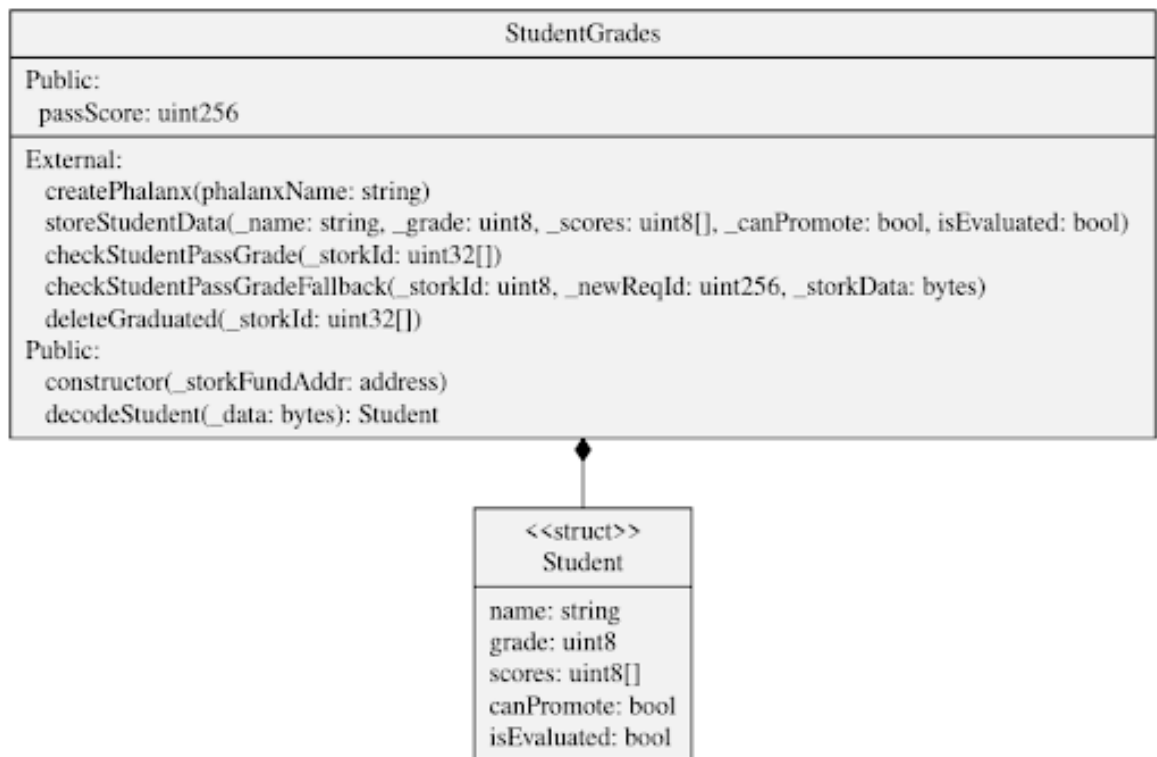 StudentGrades
Public:
passScore: uint256
External:
createPhalanx(phalanxName: string)
storeStudentData(_name: string, _grade: uint8, _scores: uint8[], _canPromote: bool, isEvaluated: bool)
checkStudentPassGrade(_storkId: uint32[])
checkStudentPassGradeFallback(_storkId: uint8, _newReqId: uint256, _storkData: bytes)
deleteGraduated(_storkId: uint32[])
Public:
constructor(_storkFundAddr: address)
decodeStudent(_data: bytes): Student
<<struct>>
Student
name: string
grade: uint8
scores: uint8[]
canPromote: bool
isEvaluated: bool